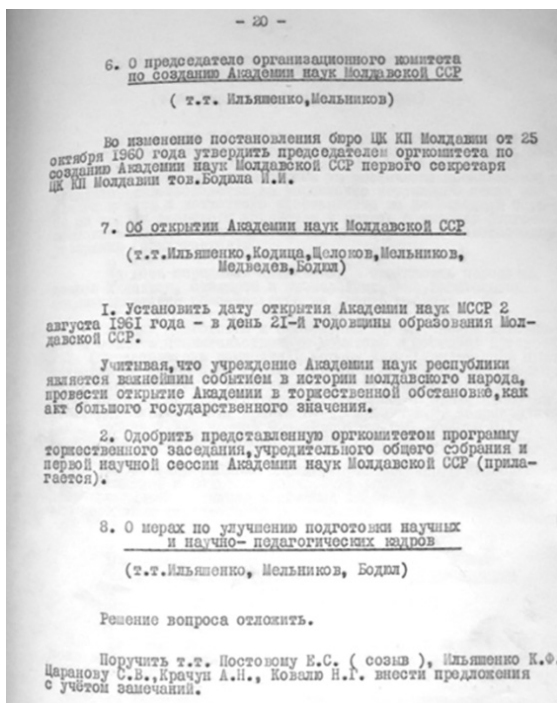 - 20 -
6. О председателе организационного комитета
по созданию Академии наук Молдавской ССР
( т.т. Ильяшенко,Мельников)
Во изменение постановления бюро ЦК КП Молдавии от 25
октября 1960 года утвердить председателем оргкомитета по
созданию Академии наук Молдавской ССР первого секретаря
ЦК КП Молдавии тов.Бодюла И.И.
7. Об открытии Академии наук Молдавской ССР
(т.т.Ильяшенко,Кодица,Щелоков,Мельников,
Медведев,Бодюл)
I. Установить дату открытия Академии наук МССР 2
августа 1961 года - в день 21-й годовщины образования Мол-
давской ССР.
Учитывая,что учреждение Академии наук республики
является важнейшим событием в истории молдавского народа,
провести открытие Академии в торжественной обстановке,как
акт большого государственного значения.
2. Одобрить представленную оргкомитетом программу
торжественного заседания,учредительного общего собрания и
первой научной сессии Академии наук Молдавской ССР (прила-
гается).
8. О мерах по улучшению подготовки научных
и научно- педагогических кадров
(т.т.Ильяшенко, Мельников, Бодюл)
Решение вопроса отложить.
Поручить т.т. Постовому Е.С. ( созыв ), Ильяшенко К.Ф.
Царанову С.В.,Крачун А.Н., Ковалю Н.Г. внести предложения
с учётом замечаний.